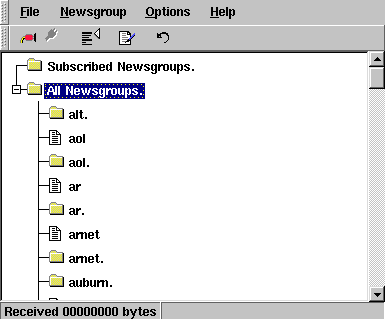 File Newsgroup Options Help
Subscribed Newsgroups.
All Newsgroups.
alt.
aol
aol.
ar
ar.
arnet
arnet.
auburn.
Received 00000000 bytes